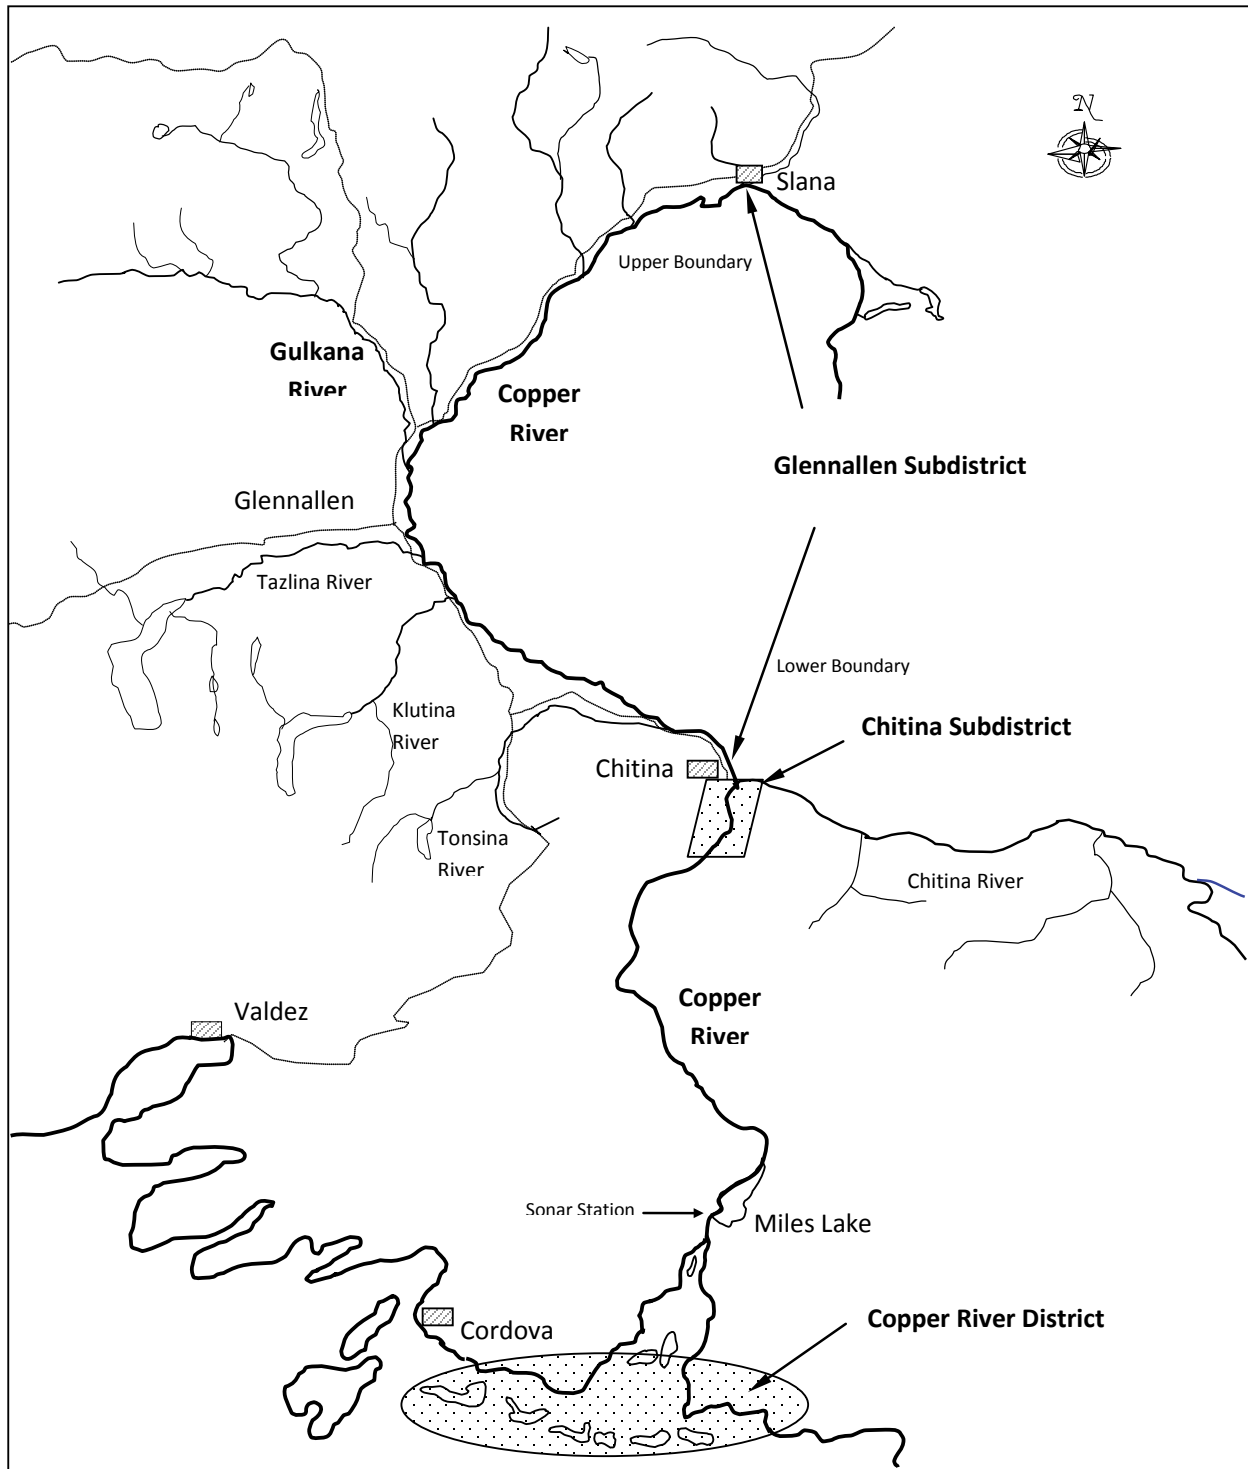 N
Slana
Upper Boundary
Gulkana
River
Copper
River
Glennallen Subdistrict
Glennallen
Tazlina River
Lower Boundary
Klutina
River
Chitina Subdistrict
Chitina
Tonsina
River
Chitina River
Copper
River
Valdez
Sonar Station
Miles Lake
Copper River District
Cordova